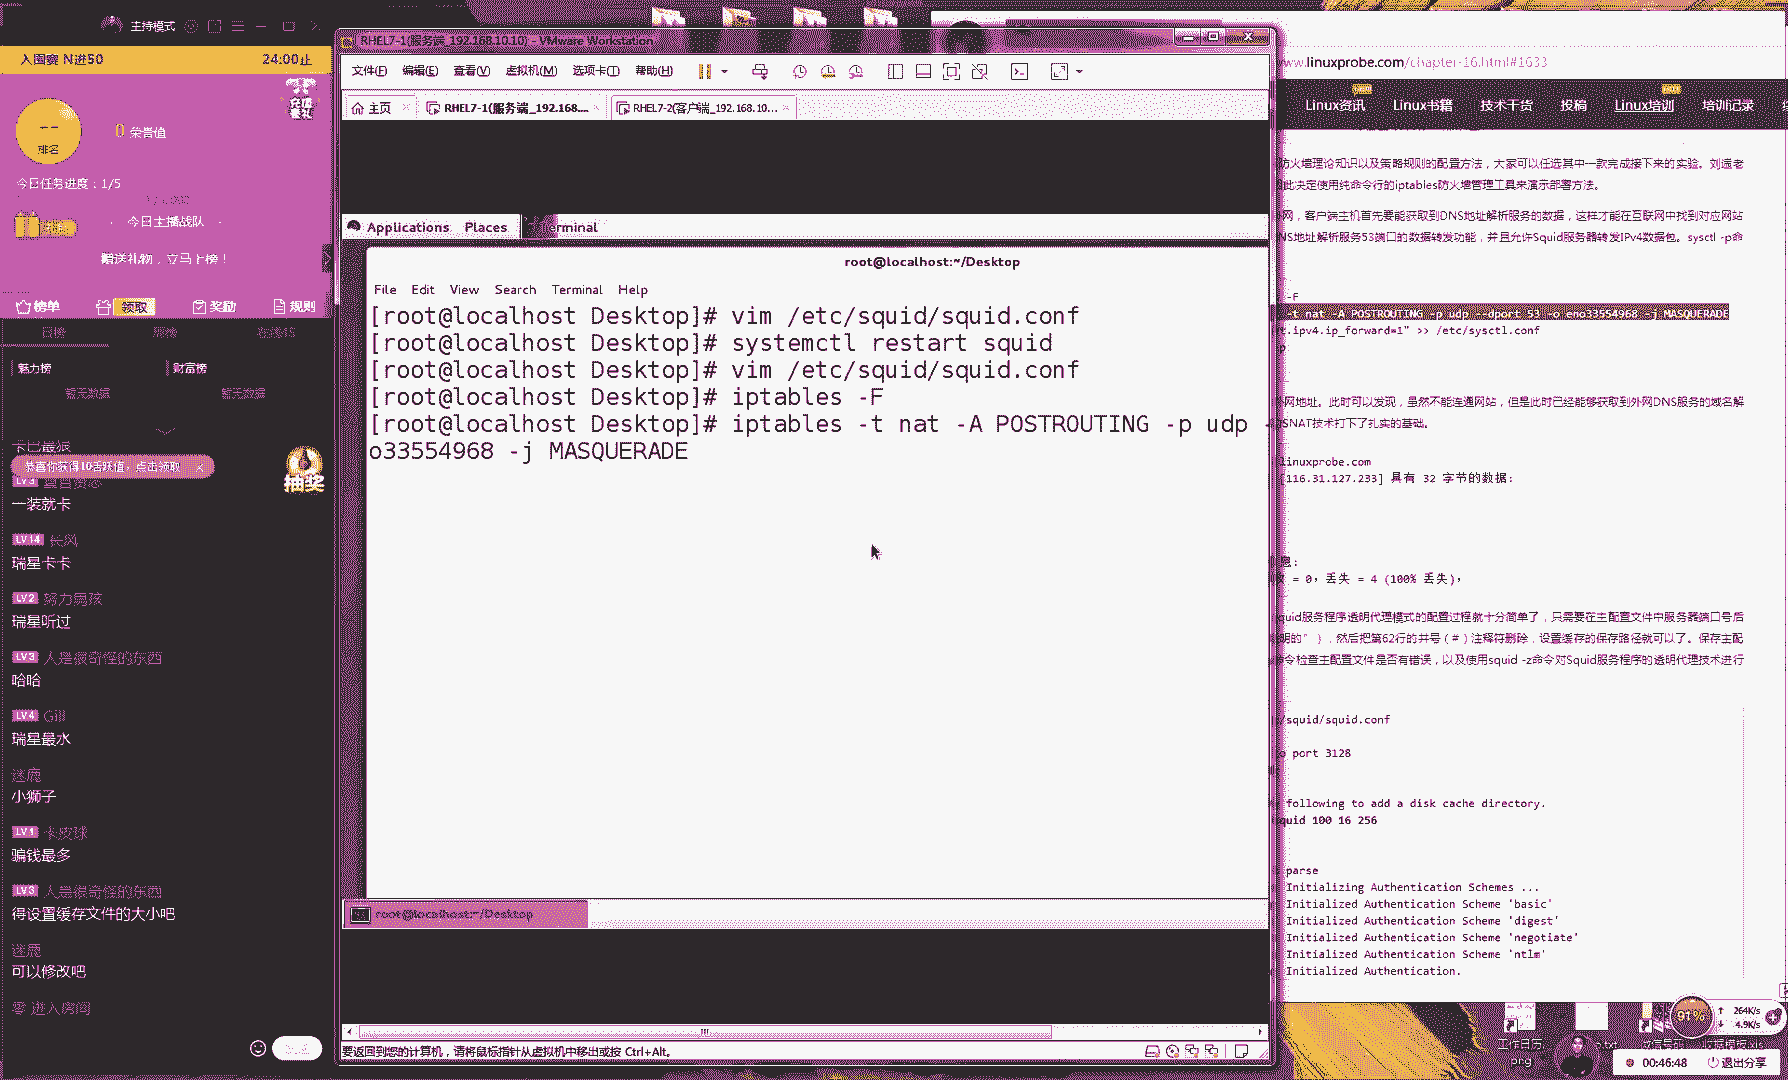 主持模式
入围赛 N进50
24:00止
排名
0 荣誉值
今日任务进度：1/5
今日主播战队
赠送礼物，立马上榜！
榜单
领取
奖励
规则
魅力榜
财富榜
暂无数据
暂无数据
卡巴最狠
恭喜你获得10活跃值，点击领取
抽奖
一装就卡
LV.14 长风
瑞星卡卡
LV.2 努力男孩
瑞星听过
LV.3 人是很奇怪的东西
哈哈
LV.4 Gill
瑞星最水
迷鹿
小狮子
LV.1 卡皮球
骗钱最多
LV.3 人是很奇怪的东西
得设置缓存文件的大小吧
迷鹿
可以修改吧
零 进入房间
RHEL7-1(服务端_192.168.10.10) - VMware Workstation
文件(F) 编辑(E) 查看(V) 虚拟机(M) 选项卡(T) 帮助(H)
主页
RHEL7-1(服务端_192.168....
RHEL7-2(客户端_192.168.10...
Applications Places Terminal
root@localhost:~/Desktop
File Edit View Search Terminal Help
[root@localhost Desktop]# vim /etc/squid/squid.conf
[root@localhost Desktop]# systemctl restart squid
[root@localhost Desktop]# vim /etc/squid/squid.conf
[root@localhost Desktop]# iptables -F
[root@localhost Desktop]# iptables -t nat -A POSTROUTING -p udp -
o33554968 -j MASQUERADE
root@localhost:~/Desktop
要返回到您的计算机，请将鼠标指针从虚拟机中移出或按 Ctrl+Alt。
www.linuxprobe.com/chapter-16.html#1633
Linux资讯 Linux书籍 技术干货 投稿 Linux培训 培训记录
防火墙理论知识以及策略规则的配置方法，大家可以任选其中一款完成接下来的实验。刘遄老
此决定使用纯命令行的iptables防火墙管理工具来演示部署方法。
网，客户端主机首先要能获取到DNS地址解析服务的数据，这样才能在互联网中找到对应网站
NS地址解析服务53端口的数据转发功能，并且允许Squid服务器转发IPv4数据包。sysctl -p命
-F
-t nat -A POSTROUTING -p udp --dport 53 -o eno33554968 -j MASQUERADE
t.ipv4.ip_forward=1" >> /etc/sysctl.conf
p
外网地址。此时可以发现，虽然不能连通网站，但是此时已经能够获取到外网DNS服务的域名解
SNAT技术打下了扎实的基础。
linuxprobe.com
[116.31.127.233] 具有 32 字节的数据:
息:
= 0，丢失 = 4 (100% 丢失)，
quid服务程序透明代理模式的配置过程就十分简单了，只需要在主配置文件中服务器端口号后
明的"），然后把第62行的井号（#）注释符删除，设置缓存的保存路径就可以了。保存主配
令检查主配置文件是否有错误，以及使用squid -z命令对Squid服务程序的透明代理技术进行
/squid/squid.conf
o port 3128
following to add a disk cache directory.
quid 100 16 256
parse
Initializing Authentication Schemes ...
Initialized Authentication Scheme 'basic'
Initialized Authentication Scheme 'digest'
Initialized Authentication Scheme 'negotiate'
Initialized Authentication Scheme 'ntlm'
Initialized Authentication.
91%
264K/s
4.9K/s
工作日历.
png
00:46:48
退出分享